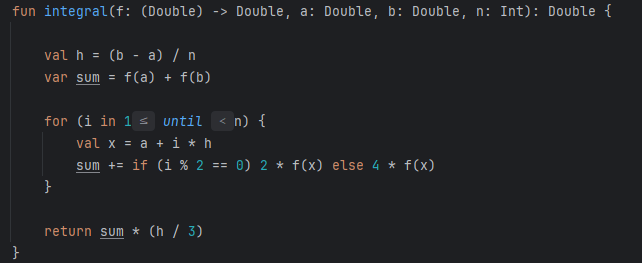 fun integral(f: (Double) -> Double, a: Double, b: Double, n: Int): Double {
    val h = (b - a) / n
    var sum = f(a) + f(b)
    for (i in 1 ≤ until < n) {
        val x = a + i * h
        sum += if (i % 2 == 0) 2 * f(x) else 4 * f(x)
    }
    return sum * (h / 3)
}